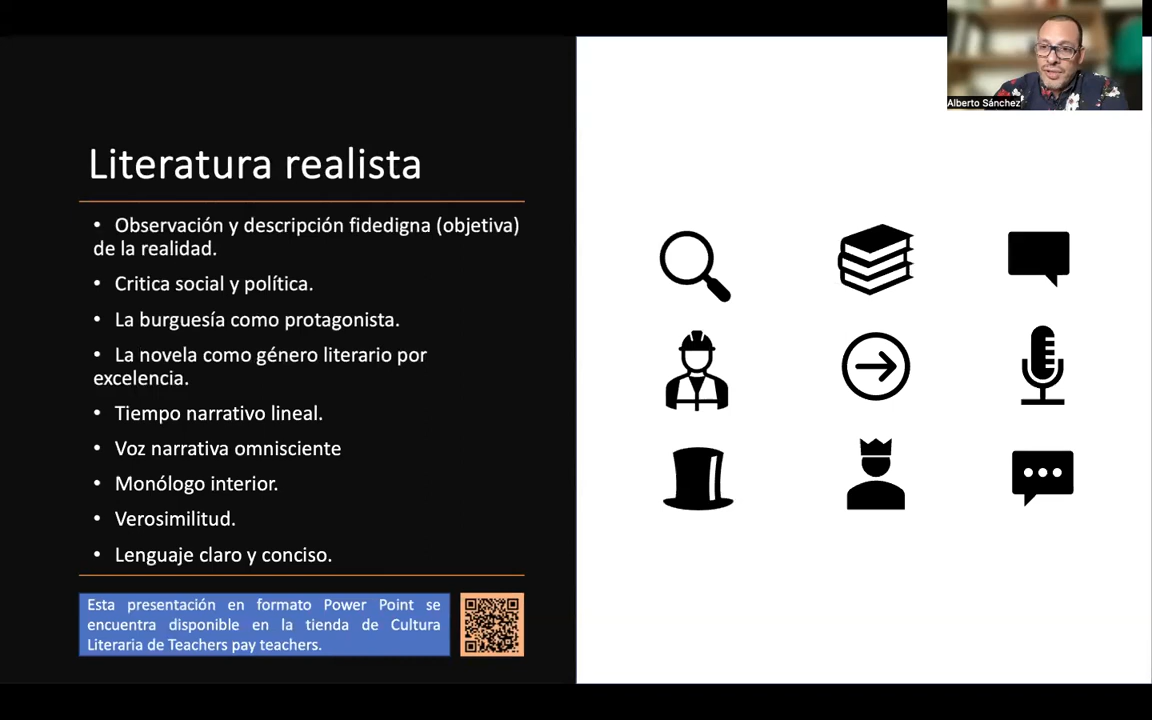 Alberto Sánchez
Literatura realista
• Observación y descripción fidedigna (objetiva)
de la realidad.
• Critica social y política.
• La burguesía como protagonista.
• La novela como género literario por
excelencia.
• Tiempo narrativo lineal.
• Voz narrativa omnisciente
• Monólogo interior.
• Verosimilitud.
• Lenguaje claro y conciso.
Esta presentación en formato Power Point se
encuentra disponible en la tienda de Cultura
Literaria de Teachers pay teachers.